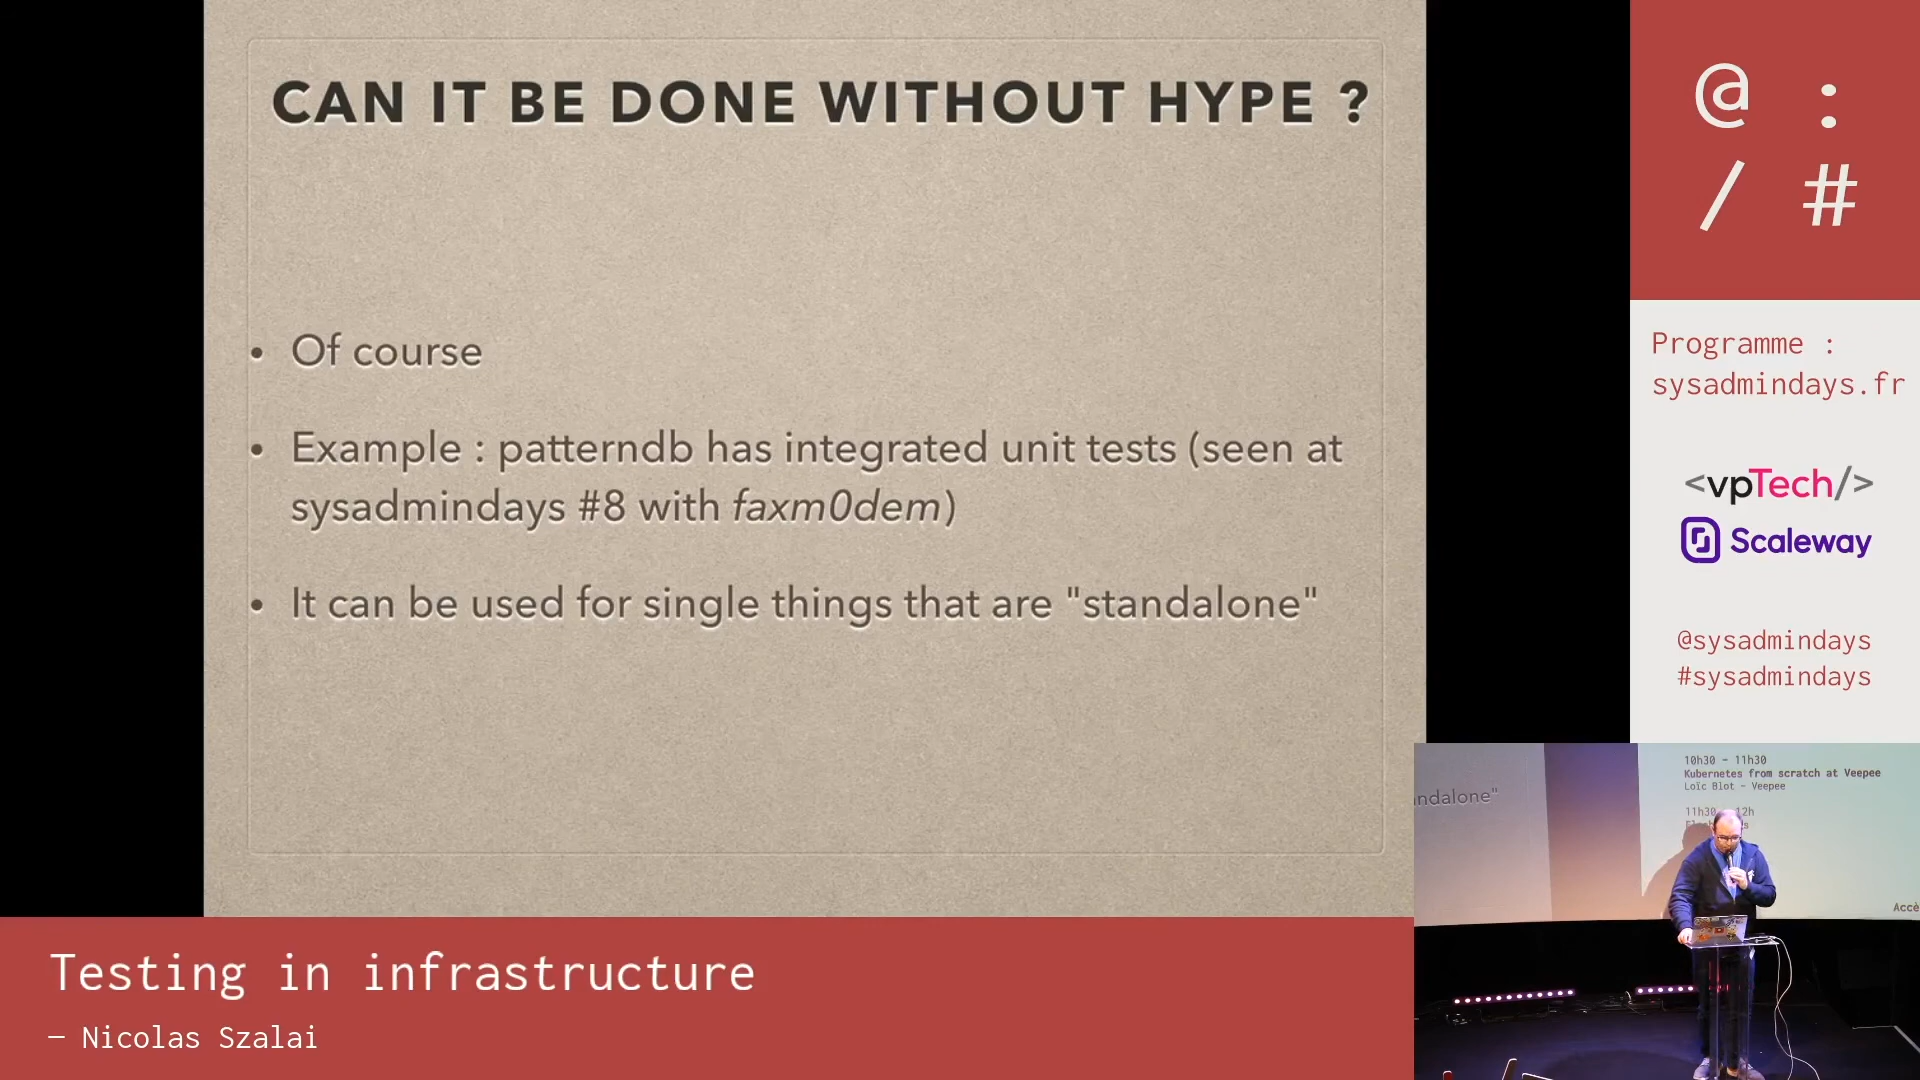 CAN IT BE DONE WITHOUT HYPE ?
• Of course
• Example : patterndb has integrated unit tests (seen at
sysadmindays #8 with faxm0dem)
• It can be used for single things that are "standalone"
@ :
/ #
Programme :
sysadmindays.fr
<vpTech/>
Scaleway
@sysadmindays
#sysadmindays
ndalone"
10h30 - 11h30
Kubernetes from scratch at Veepee
Loïc Blot - Veepee
11h30 12h
Accè
Testing in infrastructure
— Nicolas Szalai